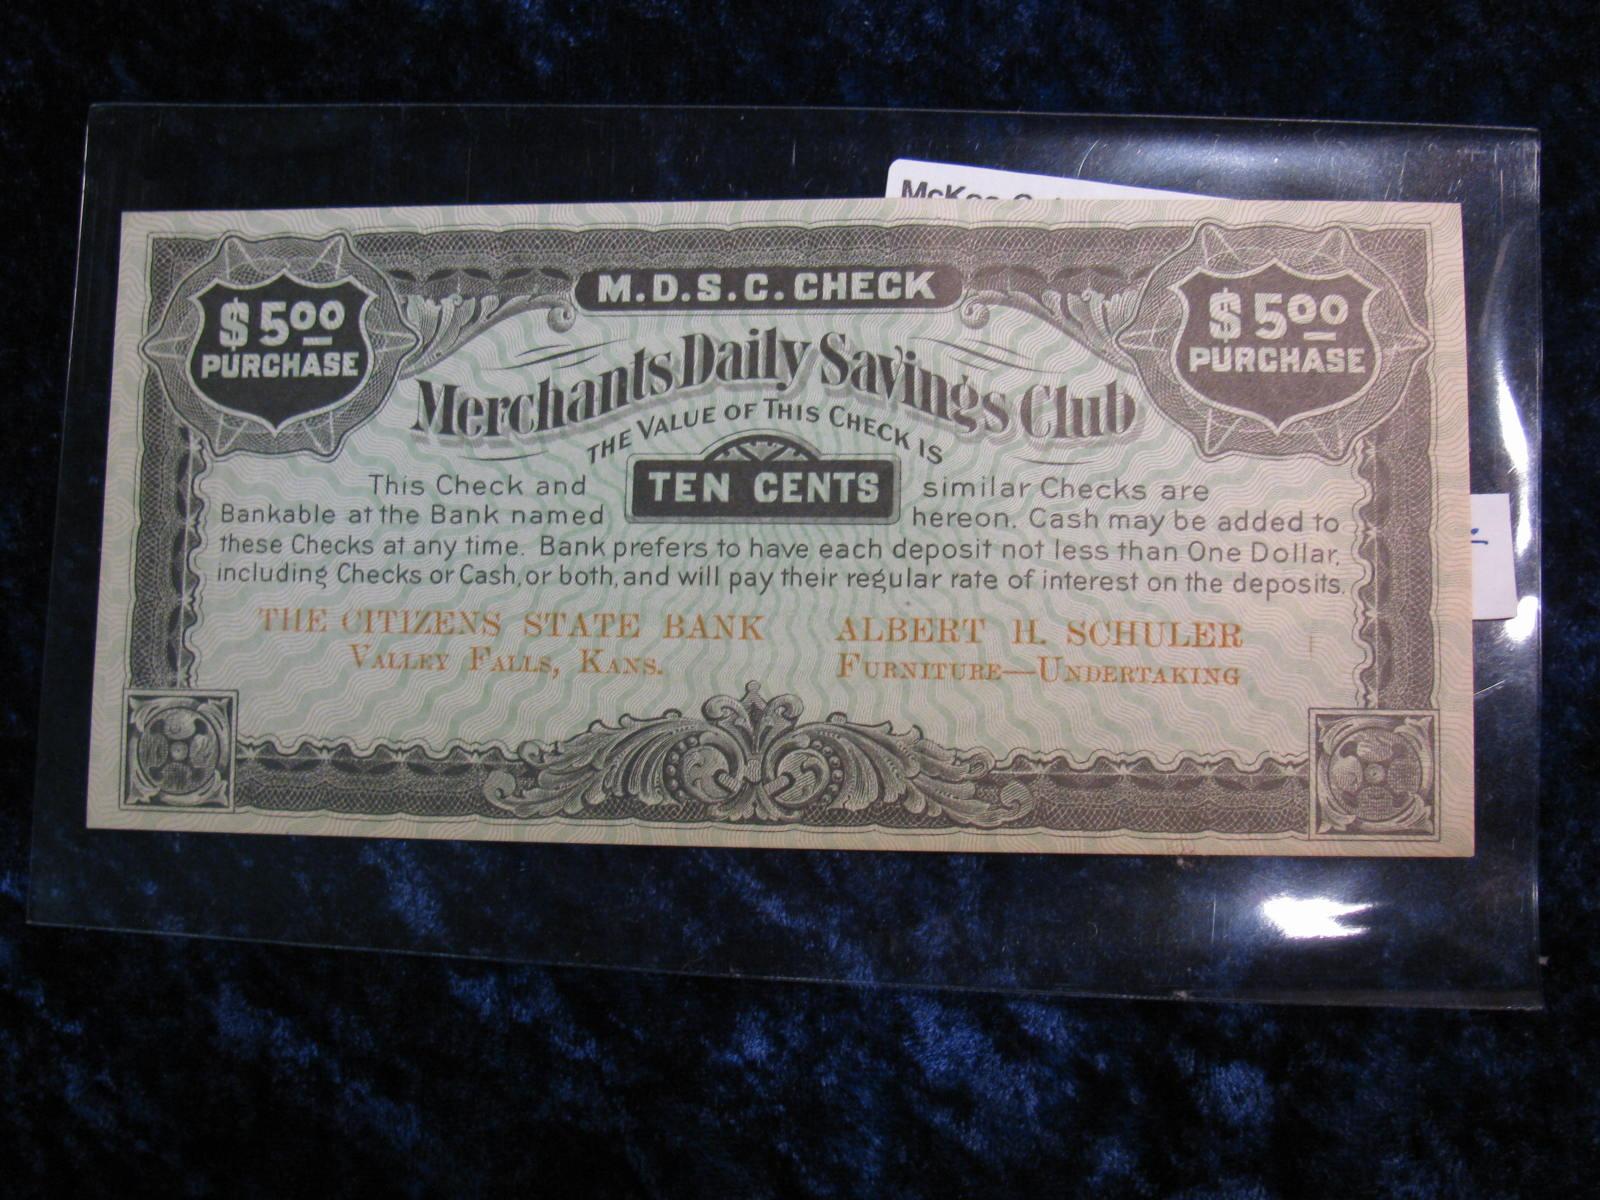 McKee
M.D.S.C. CHECK
$5.00
PURCHASE
$5.00
PURCHASE
Merchants Daily Savings Club
THE VALUE OF THIS CHECK IS
TEN CENTS
This Check and similar Checks are
Bankable at the Bank named hereon. Cash may be added to
these Checks at any time. Bank prefers to have each deposit not less than One Dollar,
including Checks or Cash, or both, and will pay their regular rate of interest on the deposits.
THE CITIZENS STATE BANK
VALLEY FALLS, KANS.
ALBERT H. SCHULER
FURNITURE—UNDERTAKING